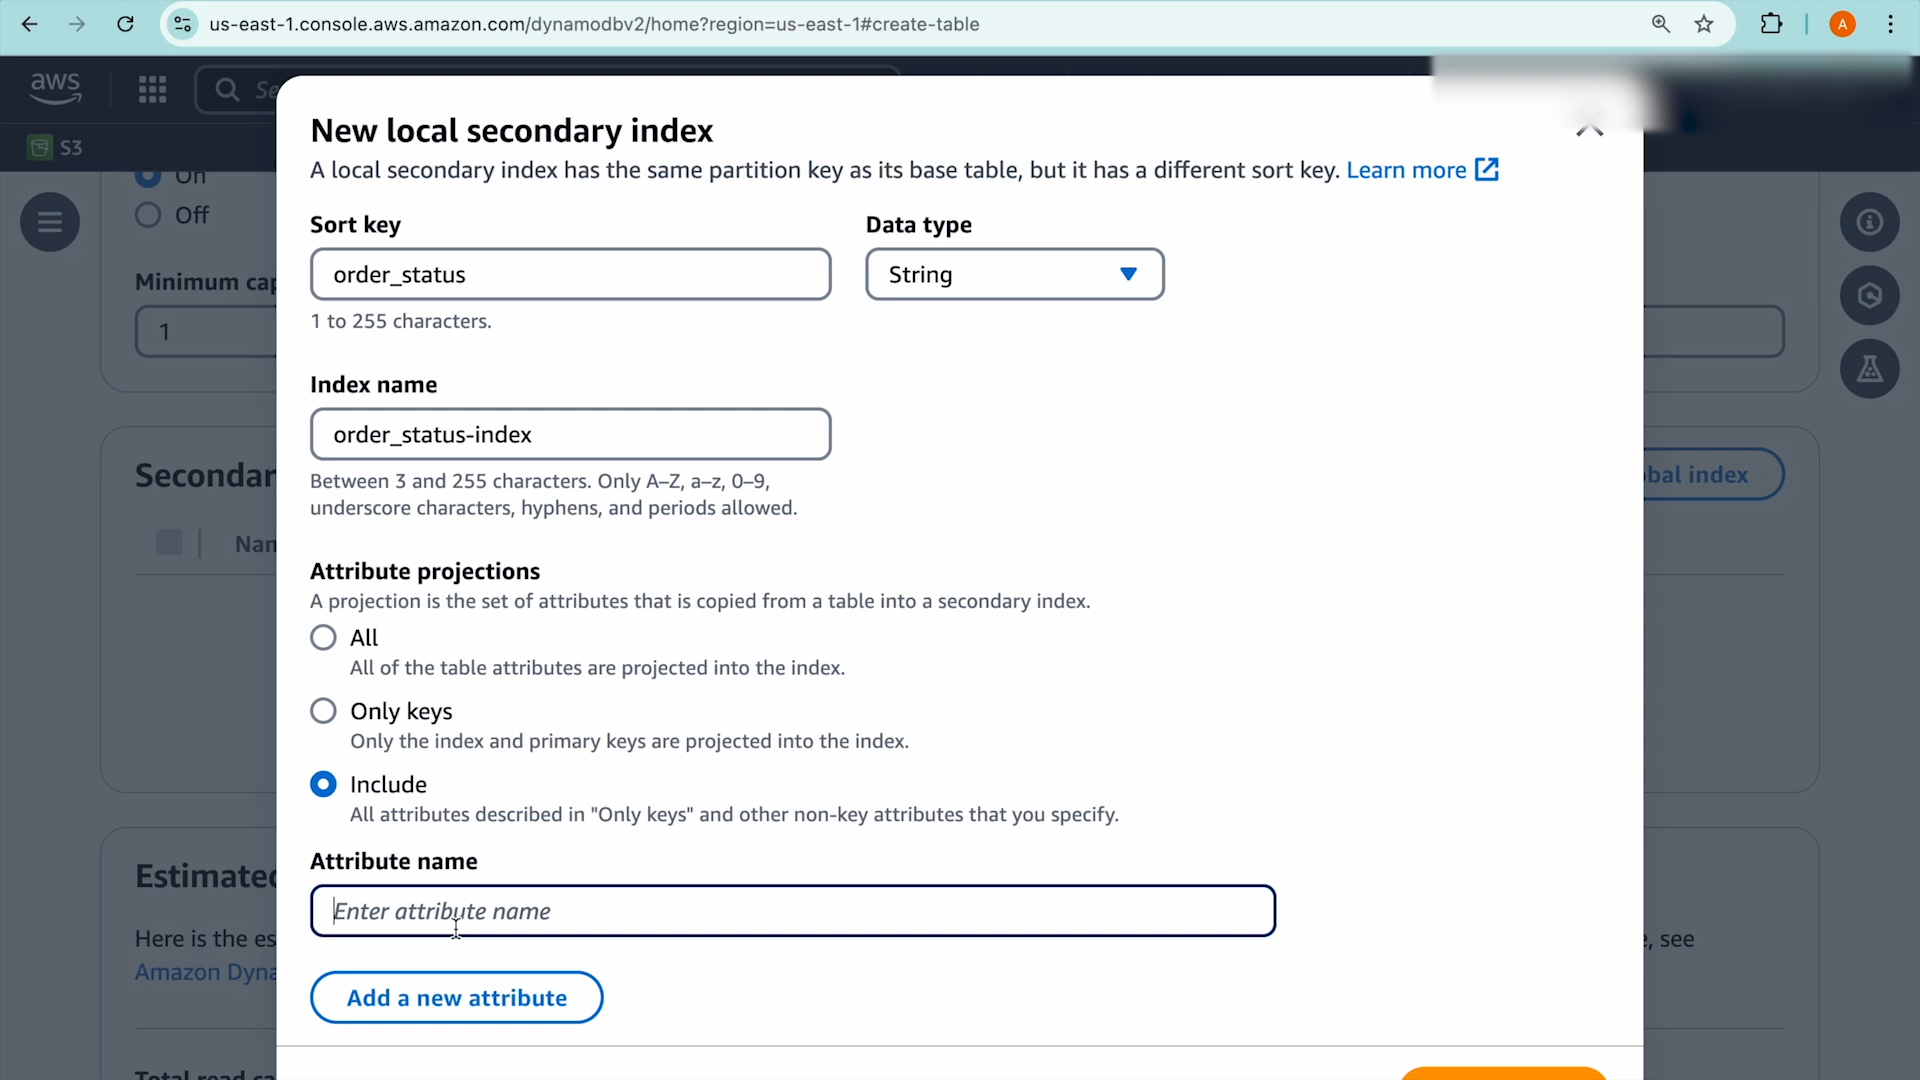 us-east-1.console.aws.amazon.com/dynamodbv2/home?region=us-east-1#create-table
A
aws
Se
S3
New local secondary index
A local secondary index has the same partition key as its base table, but it has a different sort key. Learn more
On
Off
Sort key
Data type
order_status
String
Minimum cap
1 to 255 characters.
1
Index name
order_status-index
Secondar
bal index
Between 3 and 255 characters. Only A–Z, a–z, 0–9,
underscore characters, hyphens, and periods allowed.
Nan
Attribute projections
A projection is the set of attributes that is copied from a table into a secondary index.
All
All of the table attributes are projected into the index.
Only keys
Only the index and primary keys are projected into the index.
Include
All attributes described in "Only keys" and other non-key attributes that you specify.
Attribute name
Estimated
Enter attribute name
Here is the es
e, see
Amazon Dyna
Add a new attribute
Total read ca